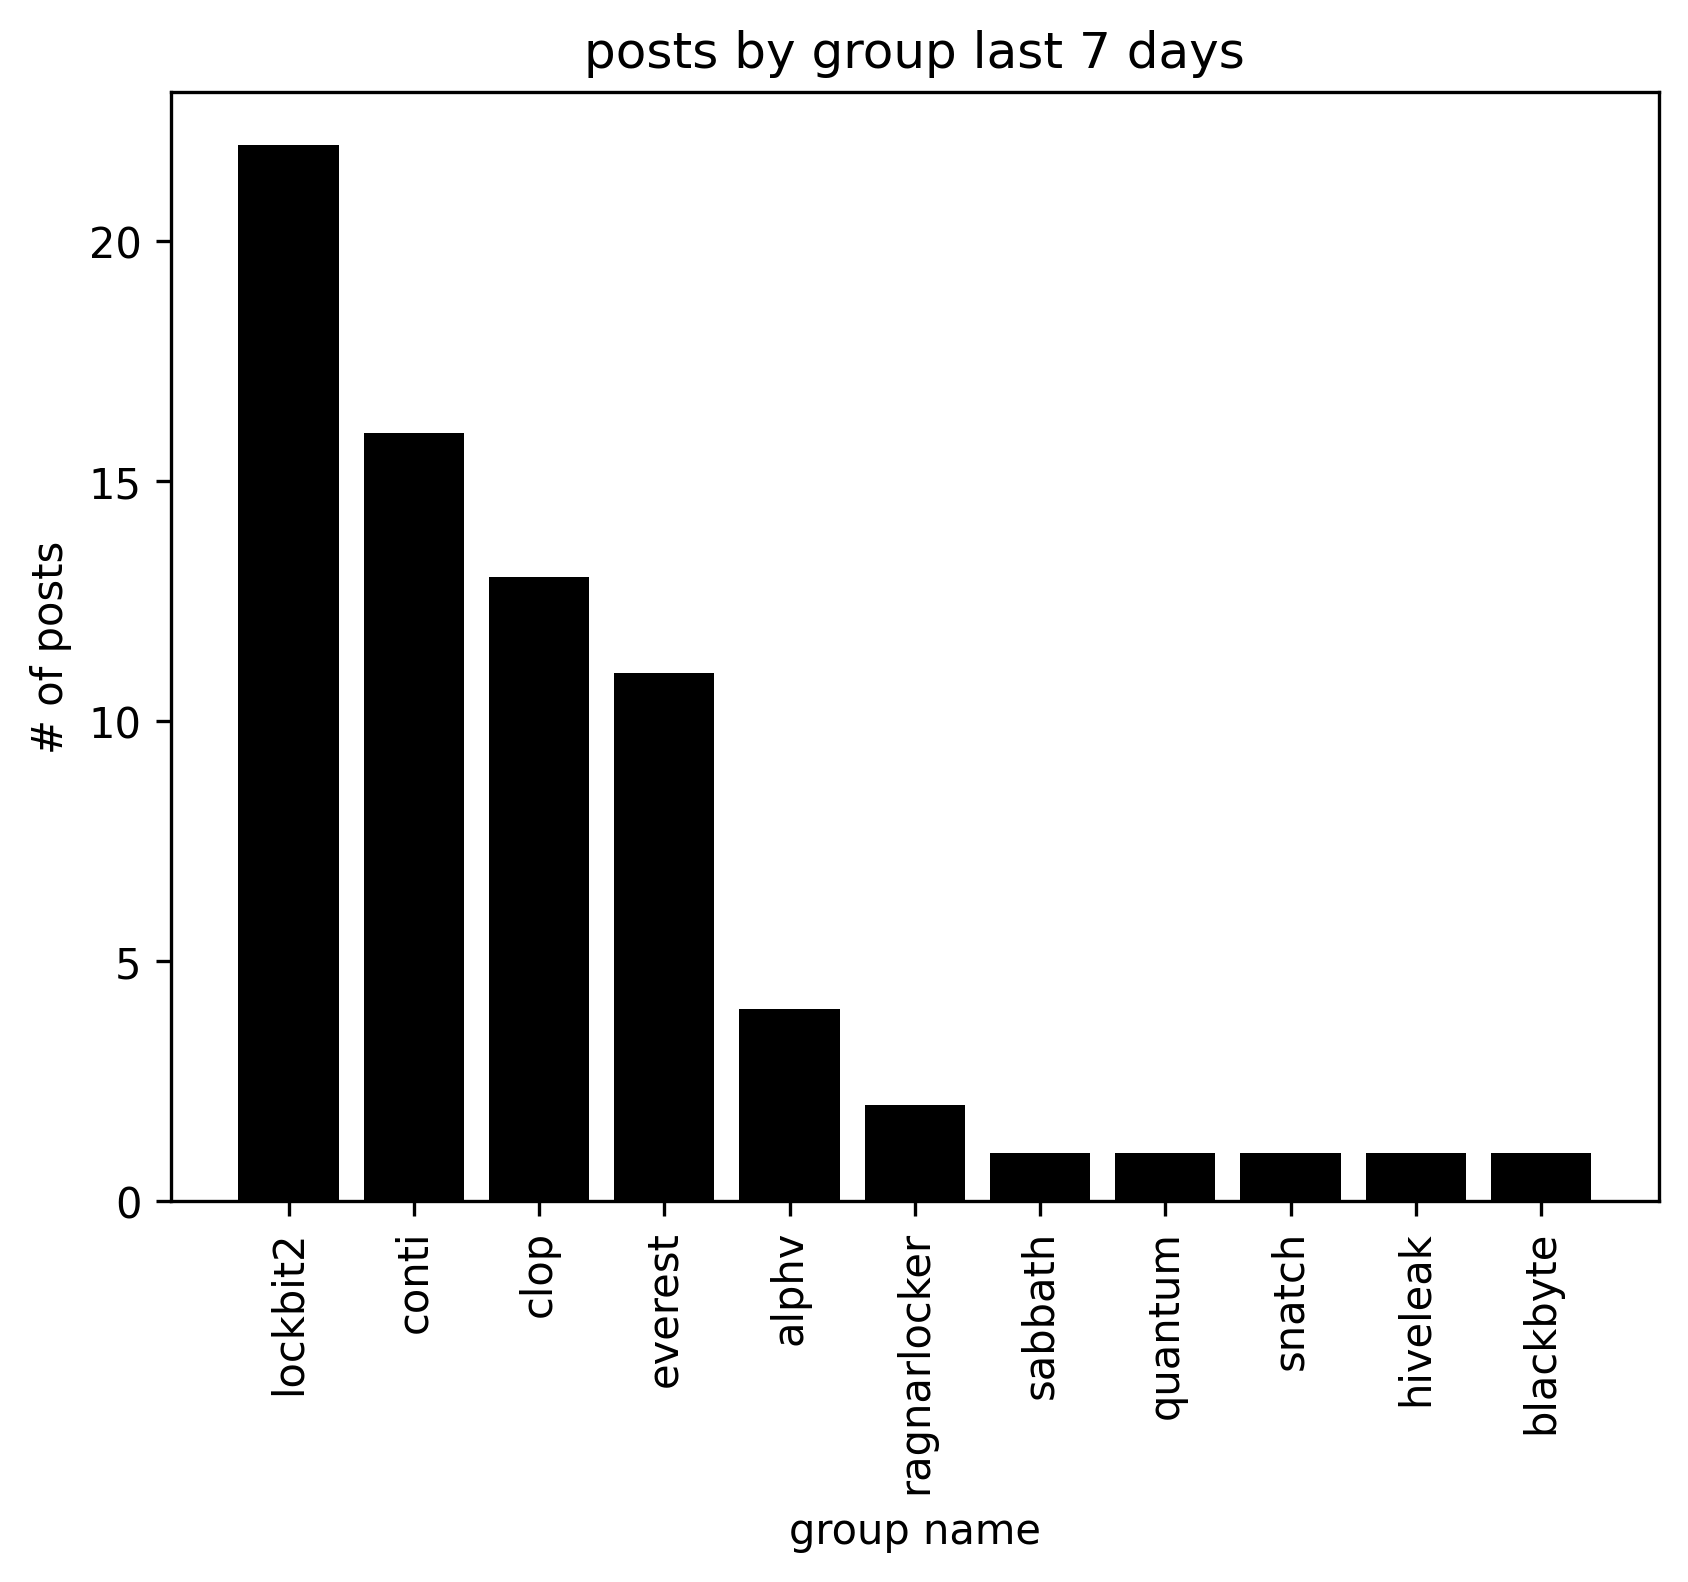 posts by group last 7 days
# of posts
20
15
10
5
0
lockbit2
conti
clop
everest
alphv
ragnarlocker
sabbath
quantum
snatch
hiveleak
blackbyte
group name